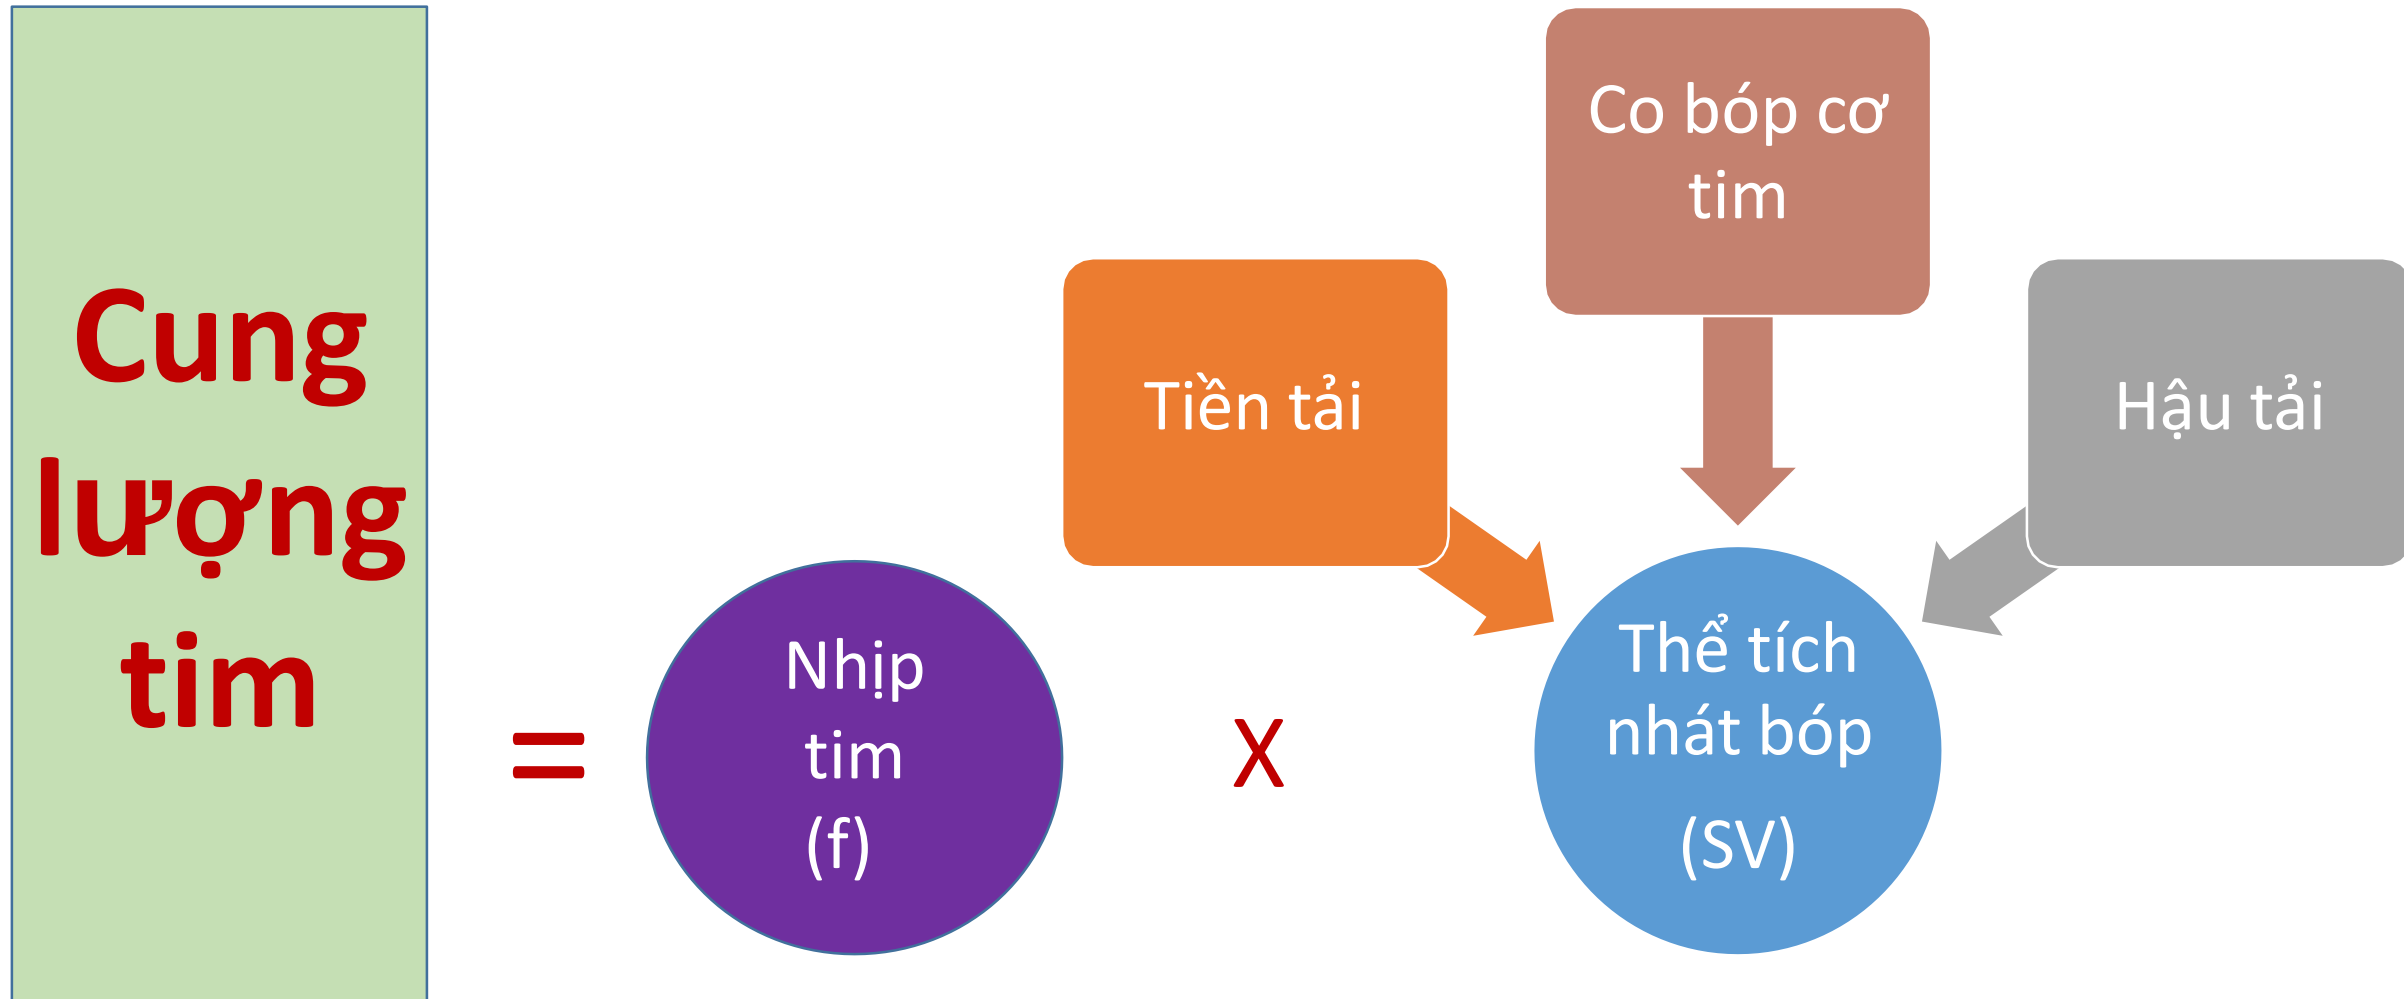 Cung
lượng
tim
=
Nhịp
tim
(f)
X
Tiền tải
Co bóp cơ
tim
Hậu tải
Thể tích
nhát bóp
(SV)